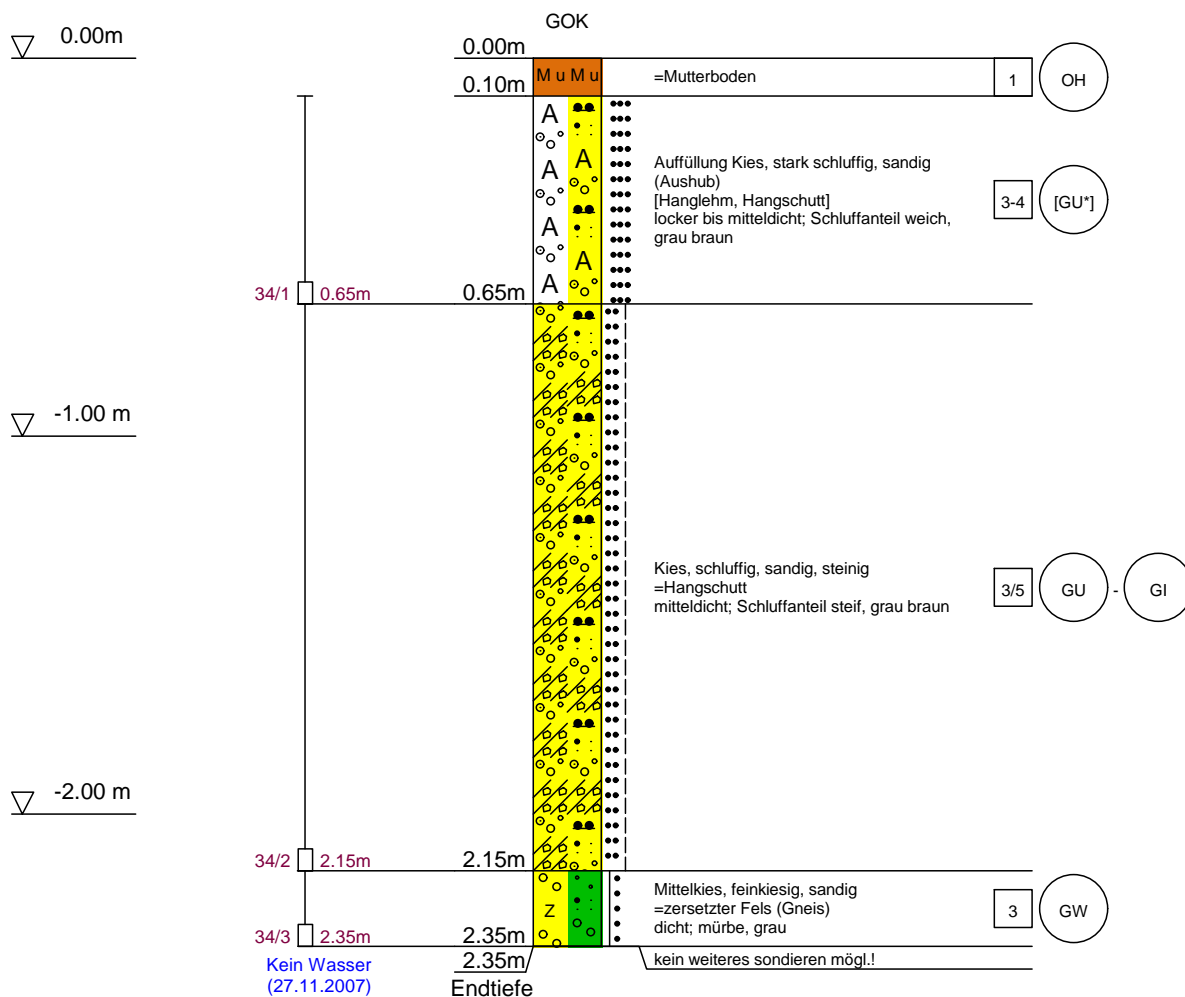 GOK
0.00m
0.00m
M u M u
=Mutterboden
1
OH
0.10m
A
A
A
A
A
A
Auffüllung Kies, stark schluffig, sandig
(Aushub)
[Hanglehm, Hangschutt]
locker bis mitteldicht; Schluffanteil weich,
grau braun
3-4
[GU*]
34/1
0.65m
0.65m
-1.00 m
Kies, schluffig, sandig, steinig
=Hangschutt
mitteldicht; Schluffanteil steif, grau braun
3/5
GU
-
GI
-2.00 m
34/2
2.15m
2.15m
Z
Mittelkies, feinkiesig, sandig
=zersetzter Fels (Gneis)
dicht; mürbe, grau
3
GW
34/3
2.35m
2.35m
2.35m
kein weiteres sondieren mögl.!
Endtiefe
Kein Wasser
(27.11.2007)